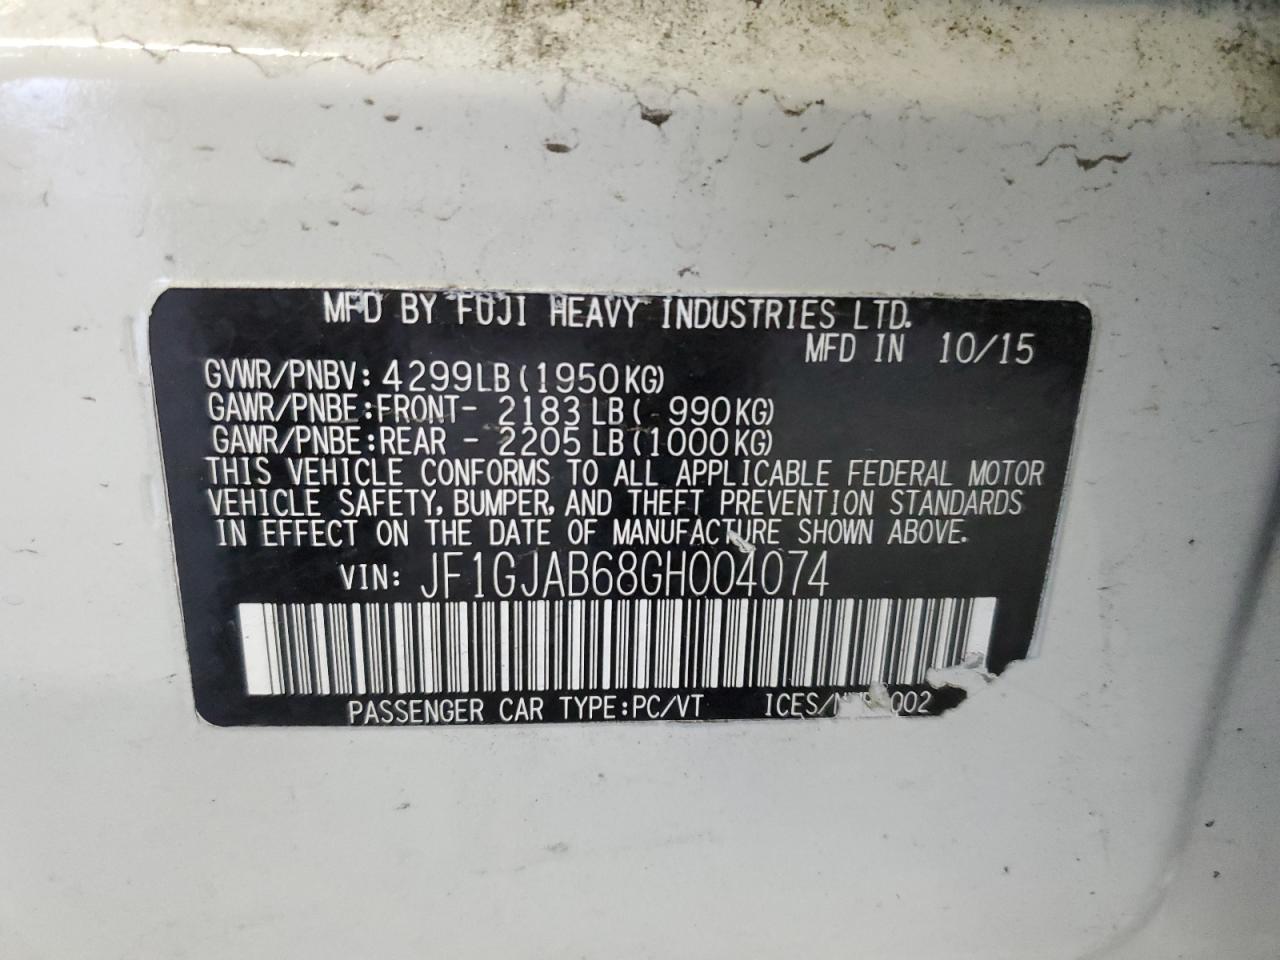 MFD BY FUJI HEAVY INDUSTRIES LTD.
MFD IN 10/15
GVWR/PNBV: 4299LB (1950KG)
GAWR/PNBE: FRONT- 2183LB ( 990KG)
GAWR/PNBE: REAR - 2205LB (1000KG)
THIS VEHICLE CONFORMS TO ALL APPLICABLE FEDERAL MOTOR
VEHICLE SAFETY, BUMPER, AND THEFT PREVENTION STANDARDS
IN EFFECT ON THE DATE OF MANUFACTURE SHOWN ABOVE.
VIN: JF1GJAB68GH004074
PASSENGER CAR TYPE: PC/VT ICES/